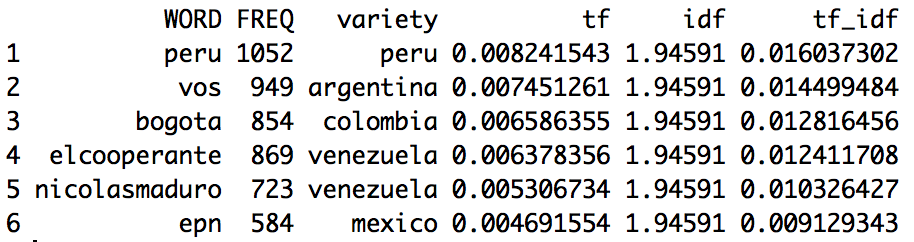 WORD FREQ variety tf idf tf_idf
1 peru 1052 peru 0.008241543 1.94591 0.016037302
2 vos 949 argentina 0.007451261 1.94591 0.014499484
3 bogota 854 colombia 0.006586355 1.94591 0.012816456
4 elcooperante 869 venezuela 0.006378356 1.94591 0.012411708
5 nicolasmaduro 723 venezuela 0.005306734 1.94591 0.010326427
6 epn 584 mexico 0.004691554 1.94591 0.009129343